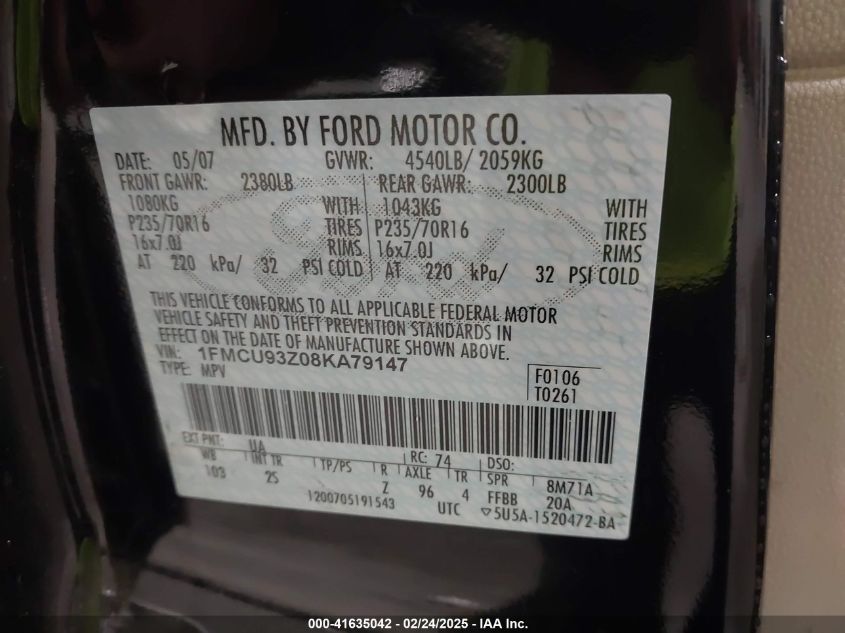 MFD. BY FORD MOTOR CO.
DATE: 05/07 GVWR: 4540LB/ 2059KG
FRONT GAWR: 2380LB REAR GAWR: 2300LB
1080KG WITH 1043KG WITH
P235/70R16 TIRES P235/70R16 TIRES
16x7.0J RIMS 16x7.0J RIMS
AT 220 kPa/ 32 PSI COLD AT 220 kPa/ 32 PSI COLD
THIS VEHICLE CONFORMS TO ALL APPLICABLE FEDERAL MOTOR
VEHICLE SAFETY AND THEFT PREVENTION STANDARDS IN
EFFECT ON THE DATE OF MANUFACTURE SHOWN ABOVE.
VIN: 1FMCU93Z08KA79147
TYPE: MPV
F0106
T0261
EXT PNT: UA RC: 74 DSO:
WB INT TR TP/PS R AXLE TR SPR 8M71A
103 25 Z 96 4 FFBB 20A
1200705191543 UTC ▽5U5A-1520472-BA
Ford
000-41635042 - 02/24/2025 - IAA Inc.